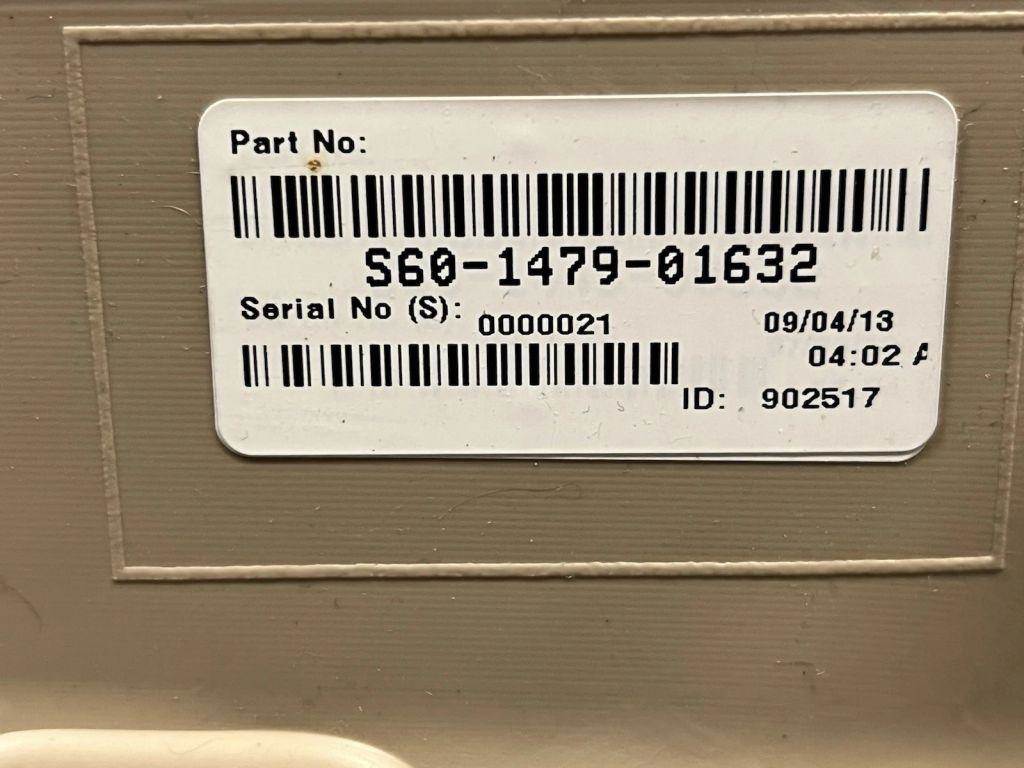 Part No:
S60-1479-01632
Serial No (S): 0000021 09/04/13
04:02 A
ID: 902517